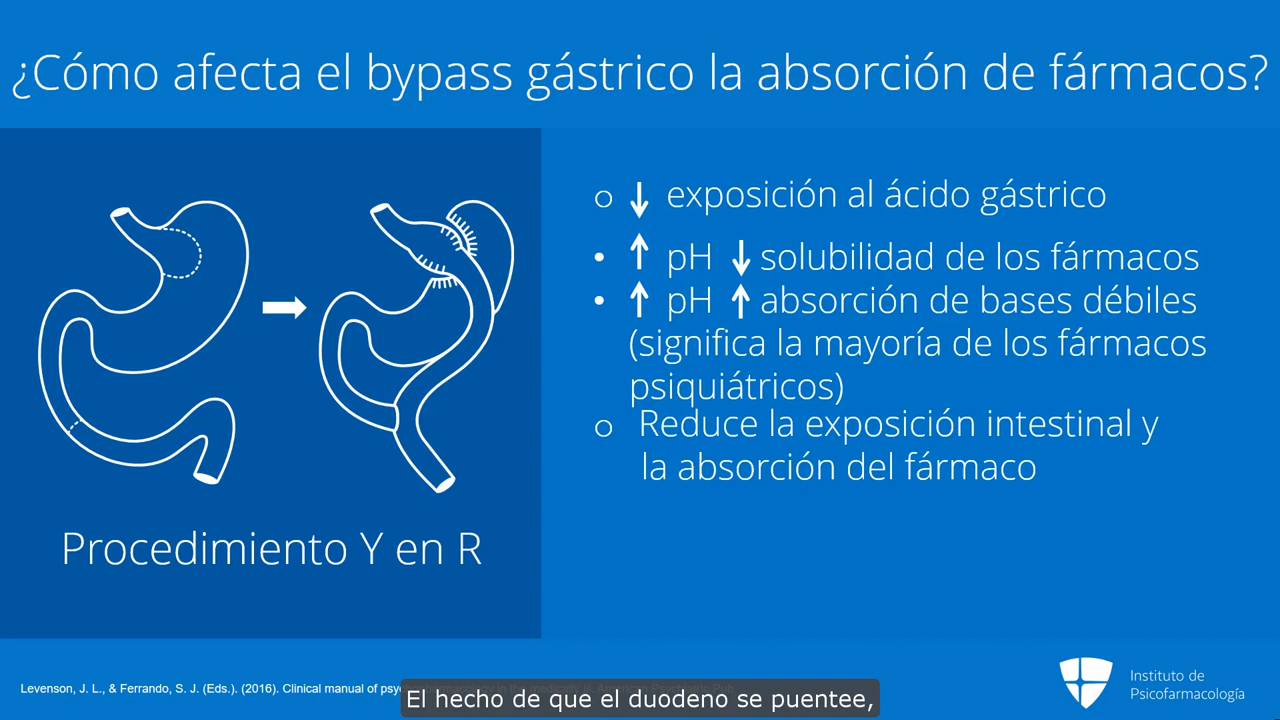 ¿Cómo afecta el bypass gástrico la absorción de fármacos?
↓ exposición al ácido gástrico
↑ pH ↓ solubilidad de los fármacos
↑ pH ↑ absorción de bases débiles
(significa la mayoría de los fármacos
psiquiátricos)
Reduce la exposición intestinal y
la absorción del fármaco
Procedimiento Y en R
Levenson, J. L., & Ferrando, S. J. (Eds.). (2016). Clinical manual of
Instituto de
Psicofarmacología
El hecho de que el duodeno se puentee,